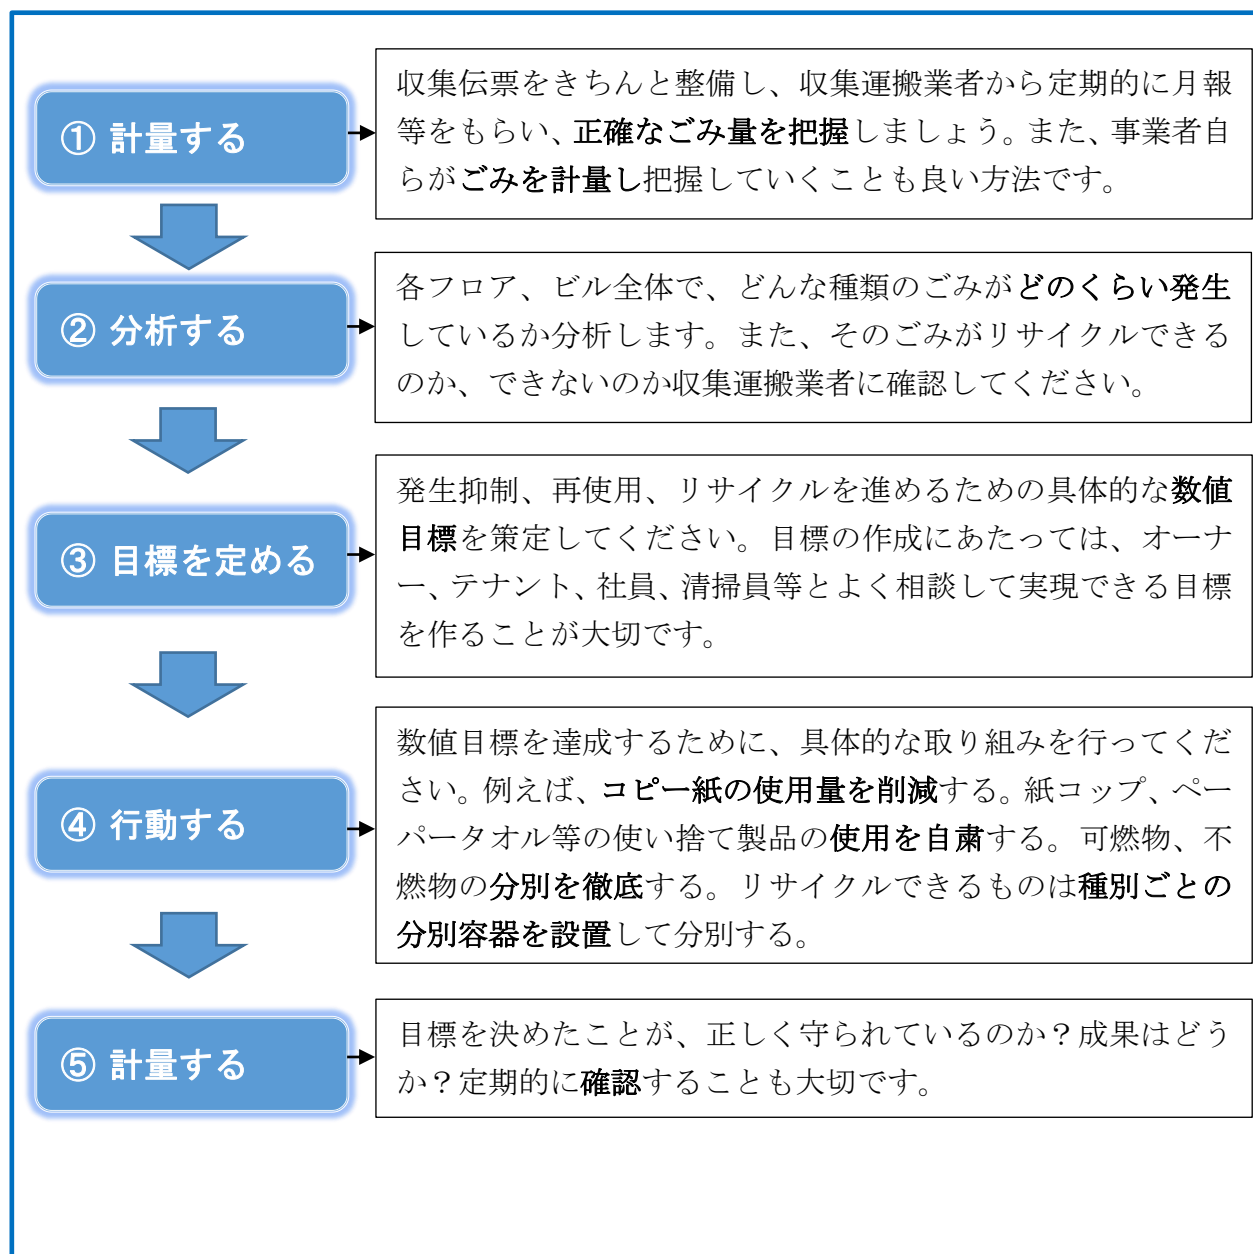 ① 計量する
収集伝票をきちんと整備し、収集運搬業者から定期的に月報
等をもらい、正確なごみ量を把握しましょう。また、事業者自
らがごみを計量し把握していくことも良い方法です。
② 分析する
各フロア、ビル全体で、どんな種類のごみがどのくらい発生
しているか分析します。また、そのごみがリサイクルできる
のか、できないのか収集運搬業者に確認してください。
③ 目標を定める
発生抑制、再使用、リサイクルを進めるための具体的な数値
目標を策定してください。目標の作成にあたっては、オーナ
ー、テナント、社員、清掃員等とよく相談して実現できる目標
を作ることが大切です。
④ 行動する
数値目標を達成するために、具体的な取り組みを行ってくだ
さい。例えば、コピー紙の使用量を削減する。紙コップ、ペー
パータオル等の使い捨て製品の使用を自粛する。可燃物、不
燃物の分別を徹底する。リサイクルできるものは種別ごとの
分別容器を設置して分別する。
⑤ 計量する
目標を決めたことが、正しく守られているのか？成果はどう
か？定期的に確認することも大切です。